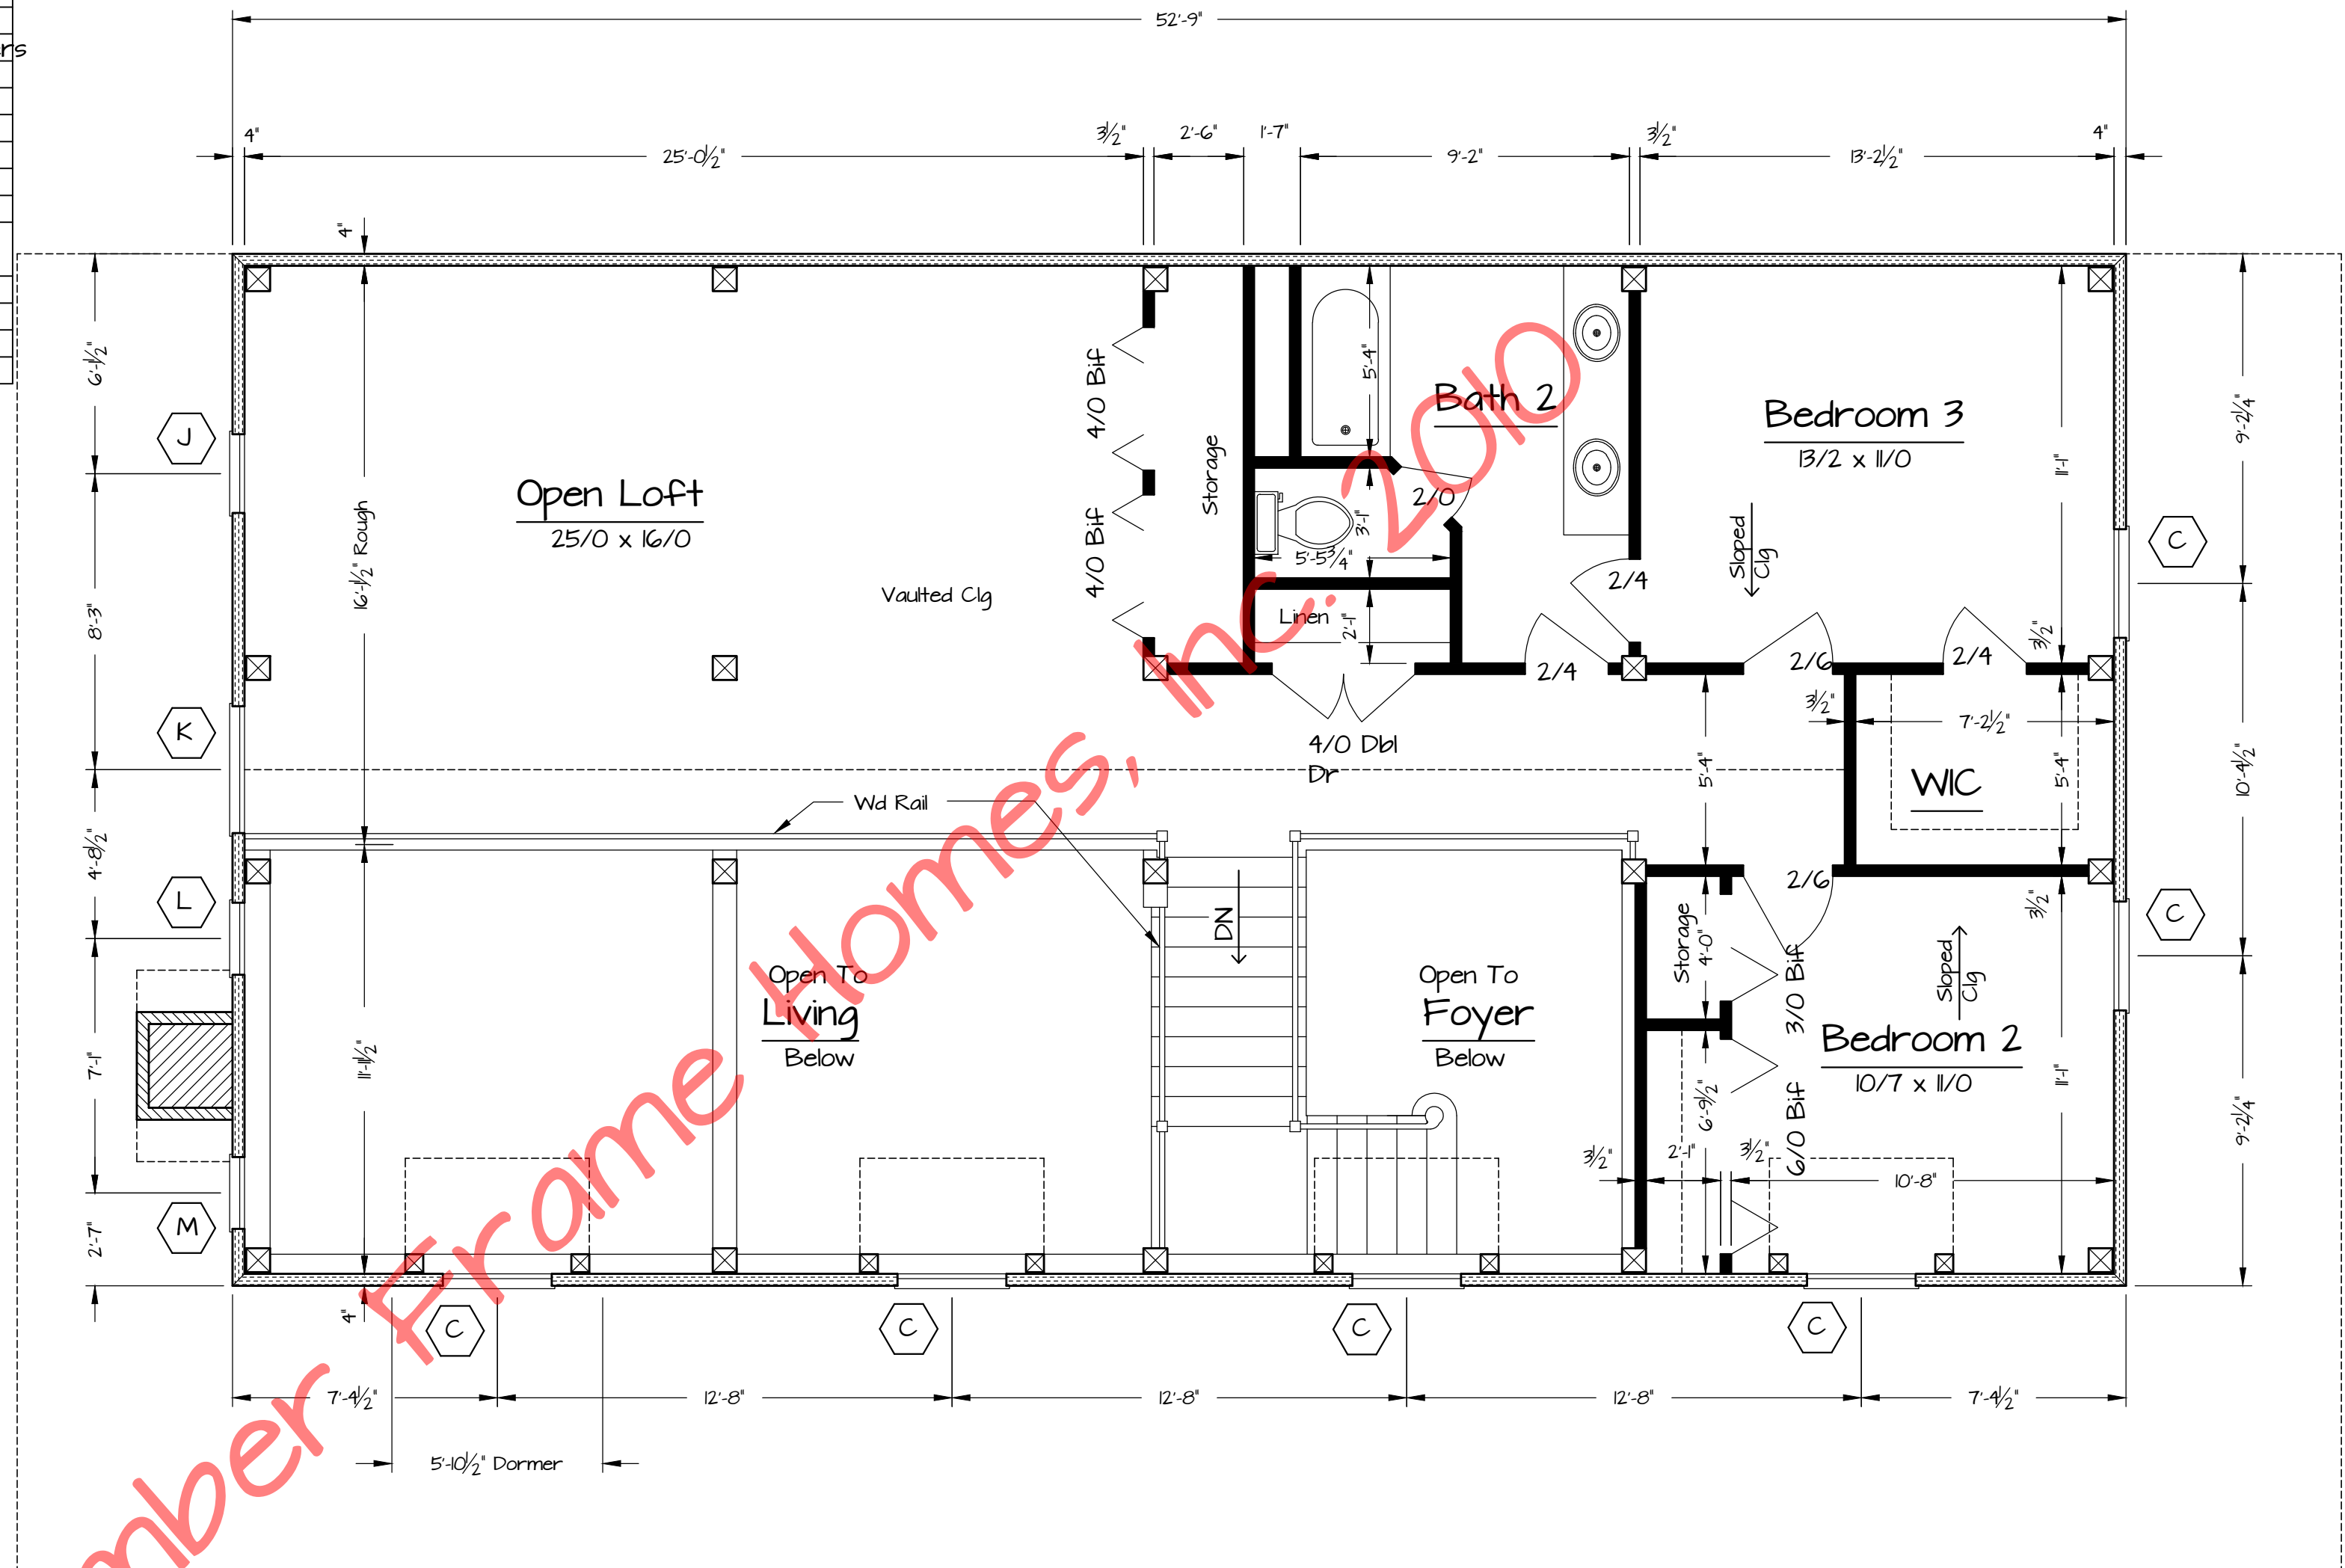 52'-9"
rs
4"
25'-0½"
3½"
2'-6"
1'-7"
9'-2"
3½"
13'-2½"
4"
4"
6'-1½"
8'-3"
4'-8½"
7'-1"
2'-7"
J
K
L
M
16'-1½" Rough
11'-11½"
4"
Open Loft
25/0 x 16/0
Vaulted Clg
4/0 Bif
4/0 Bif
Storage
5'-4"
Bath 2
2/0
3'-1"
5'-5¾"
Linen
2'-1"
2/4
2/4
4/0 Dbl
Dr
Bedroom 3
13/2 x 11/0
Sloped
Clg
11'-1"
3½"
2/6
2/4
3½"
7'-2½"
5'-4"
5'-4"
WIC
Wd Rail
DN
Open To
Living
Below
Open To
Foyer
Below
2/6
3½"
Storage
4'-0"
3/0 Bif
Sloped
Clg
Bedroom 2
10/7 x 11/0
11'-1"
6'-9½"
6/0 Bif
3½"
2'-1"
3½"
10'-8"
9'-2¼"
10'-4½"
9'-2¼"
C
C
C
C
C
C
7'-4½"
12'-8"
12'-8"
12'-8"
7'-4½"
5'-10½" Dormer
mber Frame Homes, Inc. 2010